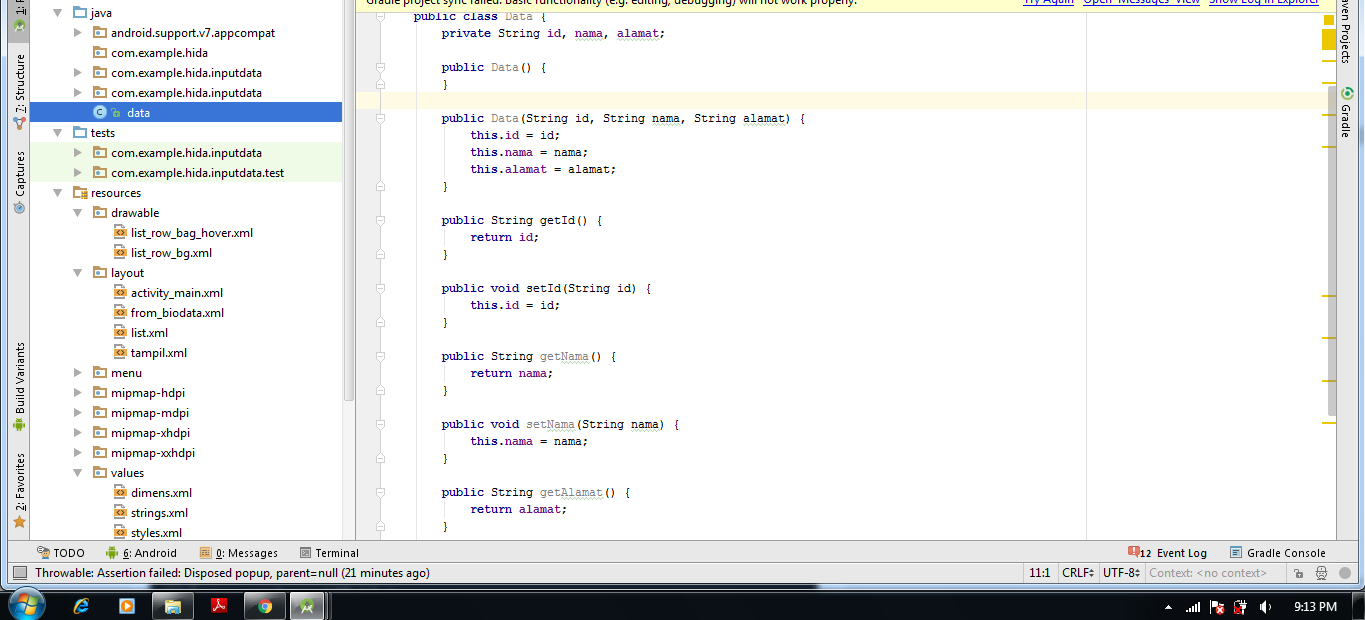 Gradle project sync failed. Basic functionality (e.g. editing, debugging) will not work properly. Try Again Open 'Messages' View Show Log in Explorer
java
android.support.v7.appcompat
com.example.hida
com.example.hida.inputdata
com.example.hida.inputdata
data
tests
com.example.hida.inputdata
com.example.hida.inputdata.test
resources
drawable
list_row_bag_hover.xml
list_row_bg.xml
layout
activity_main.xml
from_biodata.xml
list.xml
tampil.xml
menu
mipmap-hdpi
mipmap-mdpi
mipmap-xhdpi
mipmap-xxhdpi
values
dimens.xml
strings.xml
styles.xml
7: Structure
Captures
Build Variants
2: Favorites
public class Data {
private String id, nama, alamat;
public Data() {
}
public Data(String id, String nama, String alamat) {
this.id = id;
this.nama = nama;
this.alamat = alamat;
}
public String getId() {
return id;
}
public void setId(String id) {
this.id = id;
}
public String getNama() {
return nama;
}
public void setNama(String nama) {
this.nama = nama;
}
public String getAlamat() {
return alamat;
}
Projects
Gradle
TODO 6: Android 0: Messages Terminal 12 Event Log Gradle Console
Throwable: Assertion failed: Disposed popup, parent=null (21 minutes ago) 11:1 CRLF UTF-8 Context: <no context>
9:13 PM